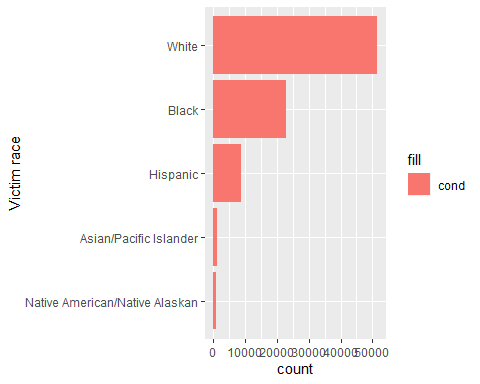 White
Black
Hispanic
Asian/Pacific Islander
Native American/Native Alaskan
Victim race
0 10000 20000 30000 40000 50000
count
fill
cond